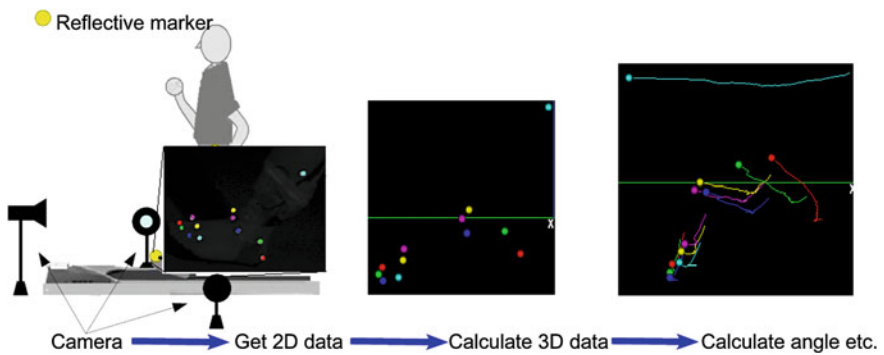 Reflective marker
X
X
Camera Get 2D data Calculate 3D data Calculate angle etc.